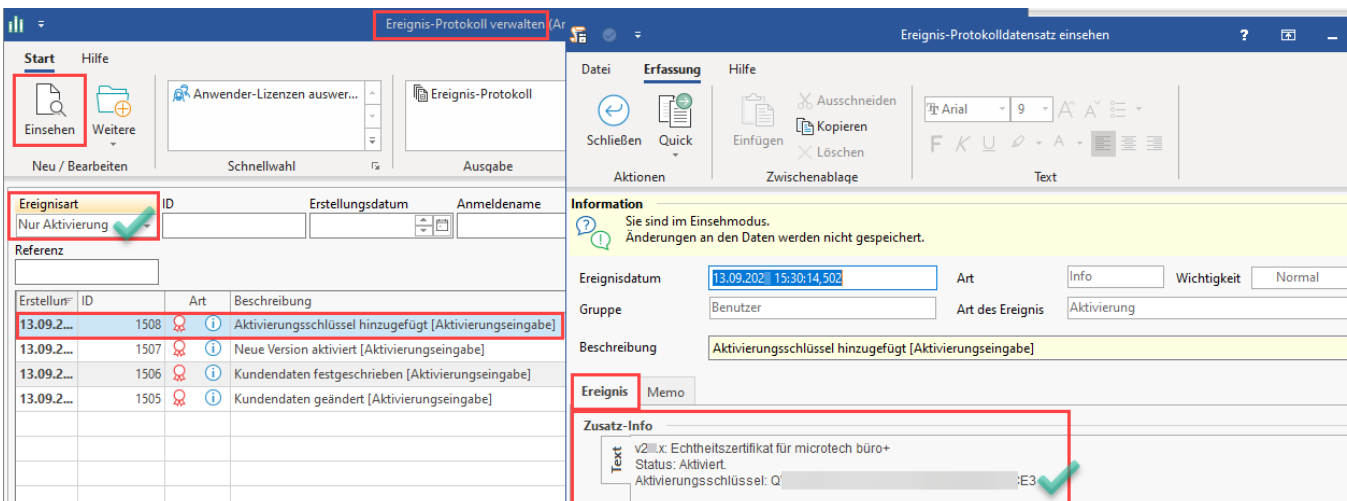 Ereignis-Protokoll verwalten (Ar
Start Hilfe
Einsehen
Weitere
Neu / Bearbeiten
Anwender-Lizenzen auswer...
Schnellwahl
Ereignis-Protokoll
Ausgabe
Ereignisart ID Erstellungsdatum Anmeldename
Nur Aktivierung
Referenz
Erstellun ID Art Beschreibung
13.09.2... 1508 Aktivierungsschlüssel hinzugefügt [Aktivierungseingabe]
13.09.2... 1507 Neue Version aktiviert [Aktivierungseingabe]
13.09.2... 1506 Kundendaten festgeschrieben [Aktivierungseingabe]
13.09.2... 1505 Kundendaten geändert [Aktivierungseingabe]
Ereignis-Protokolldatensatz einsehen
Datei Erfassung Hilfe
Schließen Quick
Aktionen
Einfügen
Ausschneiden
Kopieren
Löschen
Zwischenablage
Arial 9 A A
F K U A
Text
Information
Sie sind im Einsehmodus.
Änderungen an den Daten werden nicht gespeichert.
Ereignisdatum 13.09.202 15:30:14,502 Art Info Wichtigkeit Normal
Gruppe Benutzer Art des Ereignis Aktivierung
Beschreibung Aktivierungsschlüssel hinzugefügt [Aktivierungseingabe]
Ereignis Memo
Zusatz-Info
Text
v2 .x: Echtheitszertifikat für microtech büro+
Status: Aktiviert.
Aktivierungsschlüssel: Q CE3